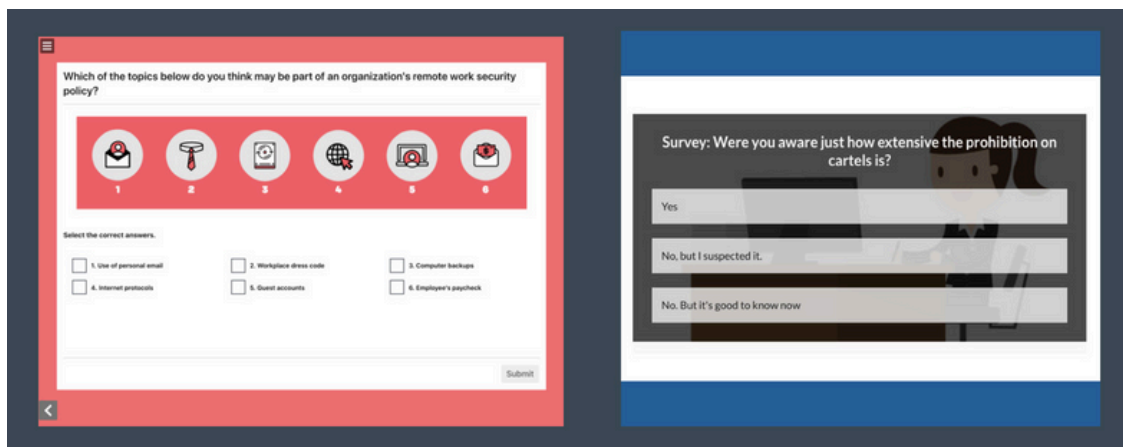 Which of the topics below do you think may be part of an organization's remote work security
policy?
1 2 3 4 5 6
Select the correct answers.
1. Use of personal email 2. Workplace dress code 3. Computer backups
4. Internet protocols 5. Guest accounts 6. Employee's paycheck
Submit
Survey: Were you aware just how extensive the prohibition on
cartels is?
Yes
No, but I suspected it.
No. But it's good to know now